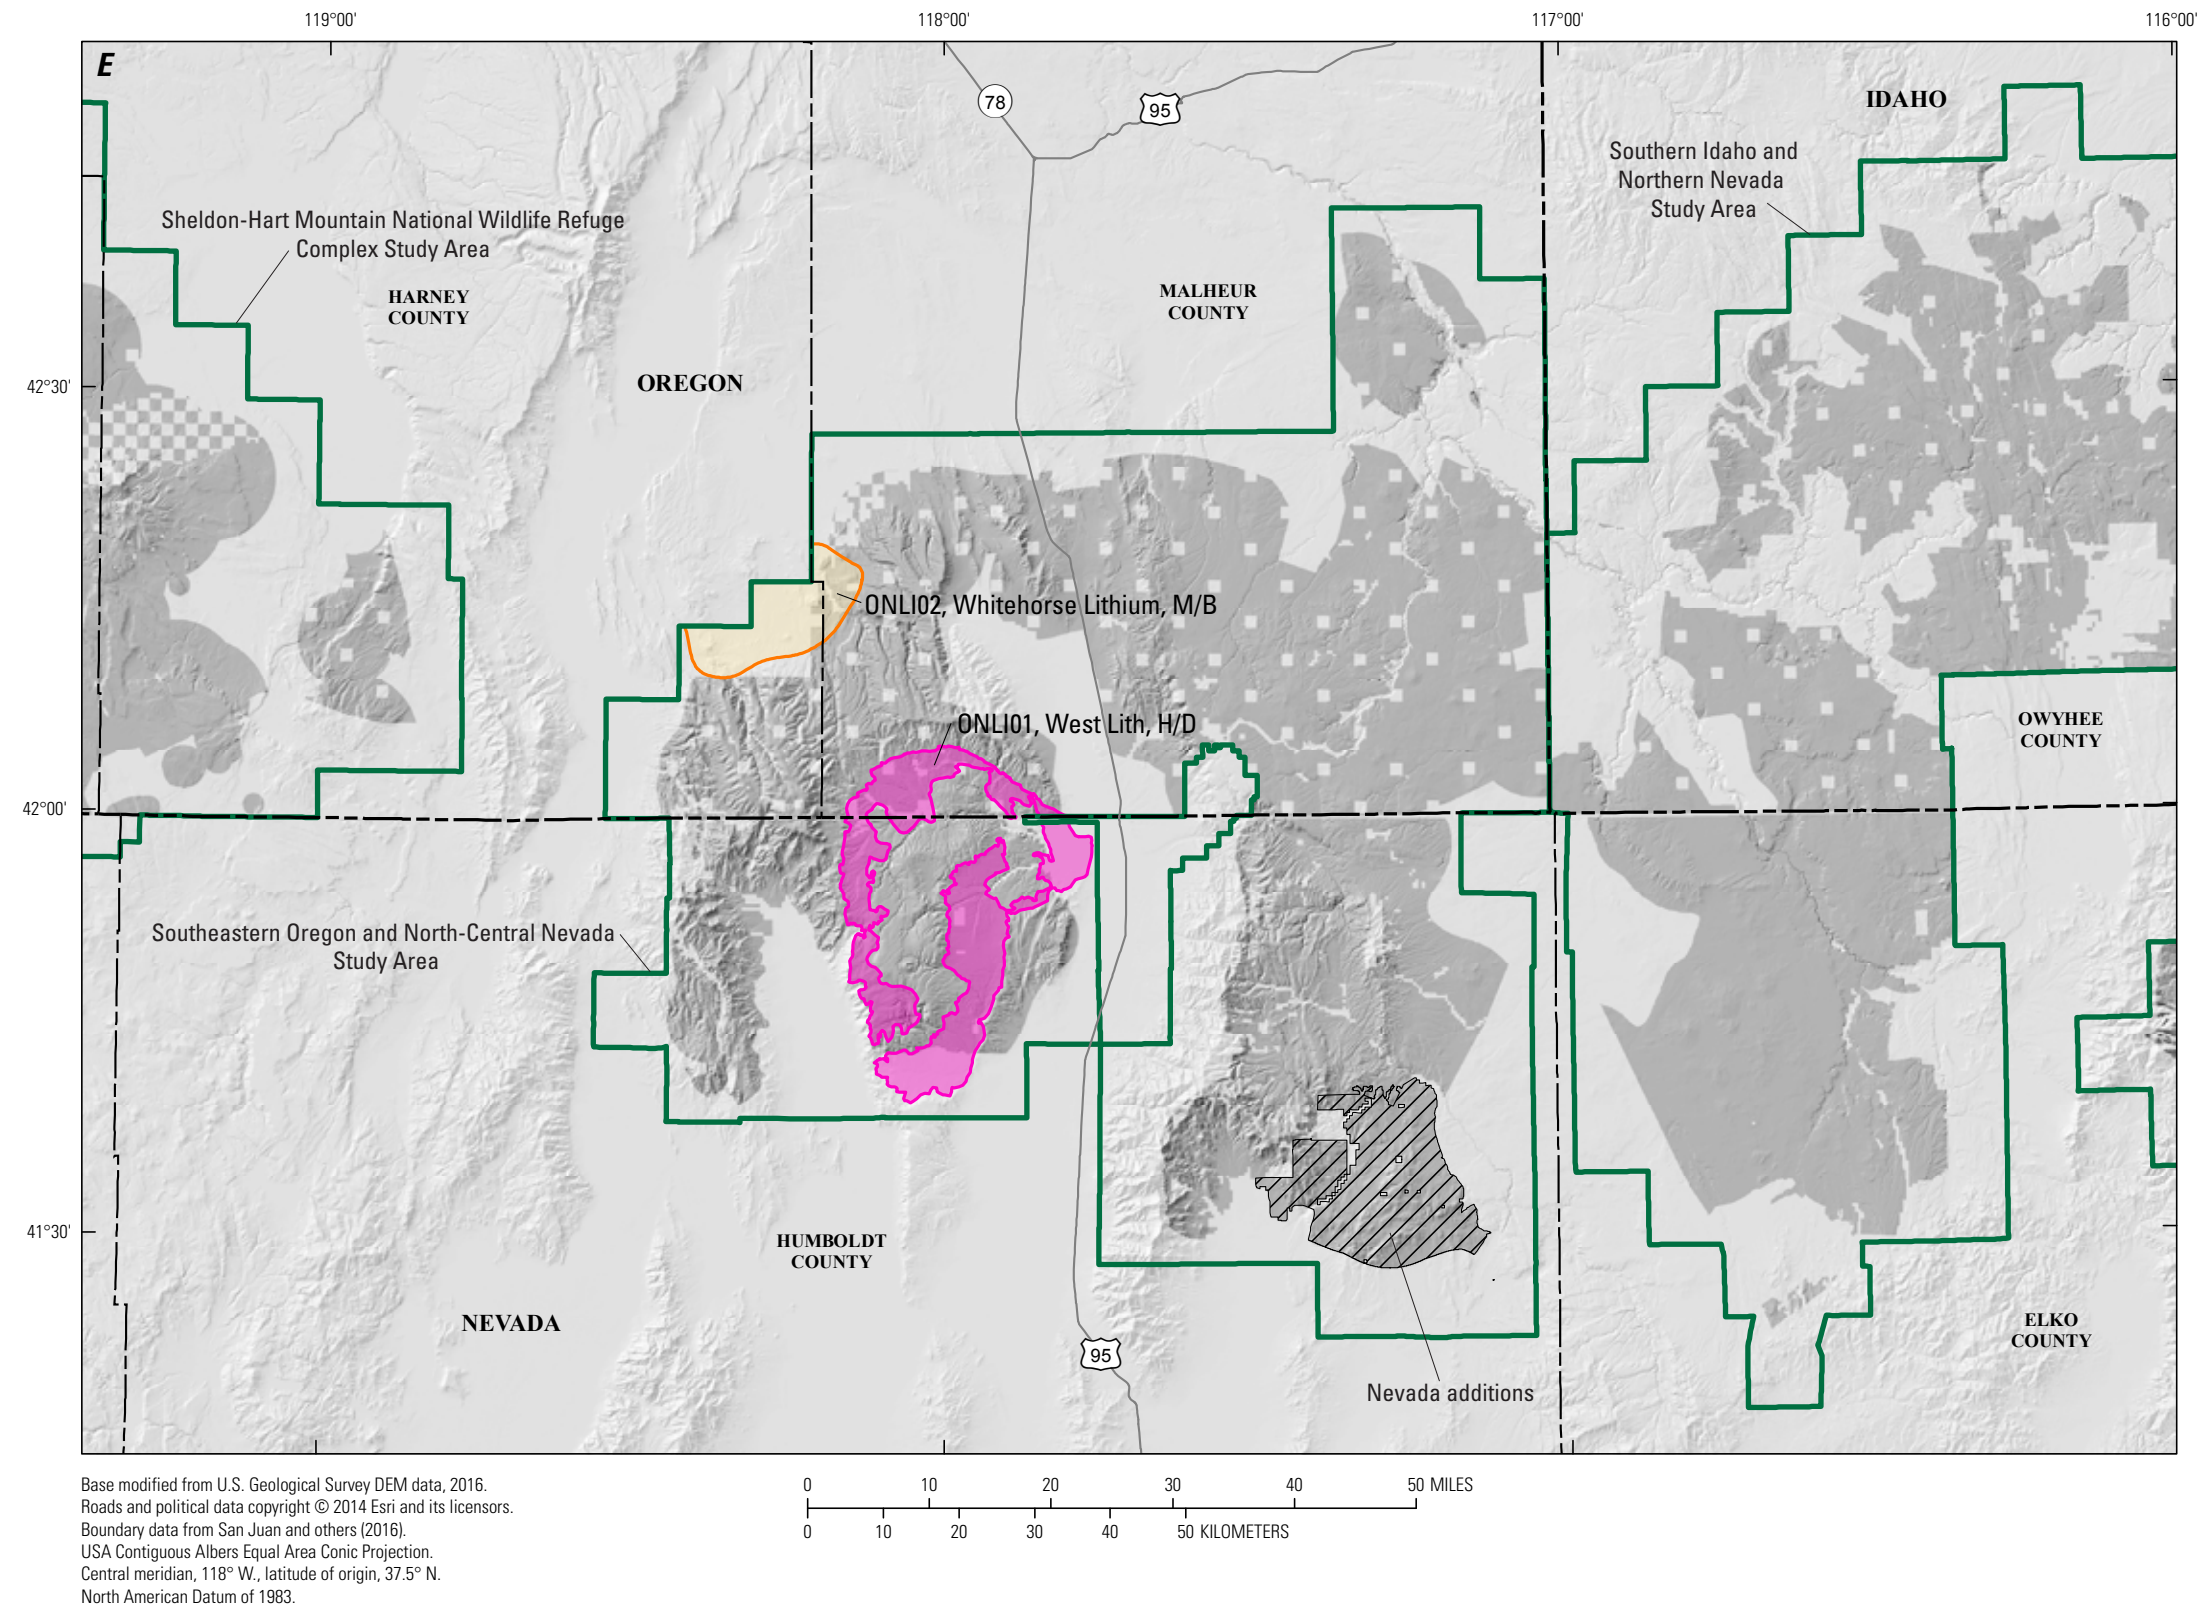 119°00'
118°00'
117°00'
116°00'
E
78
95
IDAHO
Southern Idaho and
Northern Nevada
Study Area
Sheldon-Hart Mountain National Wildlife Refuge
Complex Study Area
HARNEY
COUNTY
MALHEUR
COUNTY
42°30'
OREGON
ONLI02, Whitehorse Lithium, M/B
ONLI01, West Lith, H/D
OWYHEE
COUNTY
42°00'
Southeastern Oregon and North-Central Nevada
Study Area
41°30'
HUMBOLDT
COUNTY
NEVADA
95
ELKO
COUNTY
Nevada additions
Base modified from U.S. Geological Survey DEM data, 2016.
Roads and political data copyright © 2014 Esri and its licensors.
Boundary data from San Juan and others (2016).
USA Contiguous Albers Equal Area Conic Projection.
Central meridian, 118° W., latitude of origin, 37.5° N.
North American Datum of 1983.
0 10 20 30 40 50 MILES
0 10 20 30 40 50 KILOMETERS